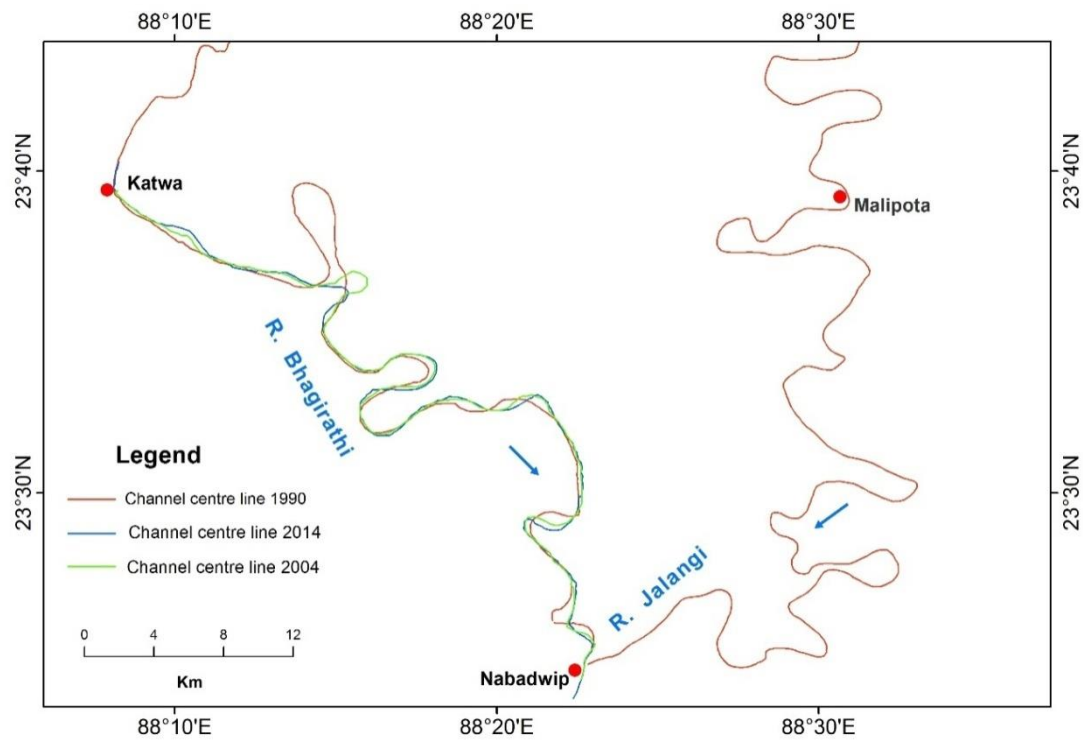 88°10'E 88°20'E 88°30'E
23°40'N
23°40'N
Katwa
Malipota
R. Bhagirathi
Legend
23°30'N
23°30'N
Channel centre line 1990
Channel centre line 2014
Channel centre line 2004
R. Jalangi
0 4 8 12
Km
Nabadwip
88°10'E 88°20'E 88°30'E